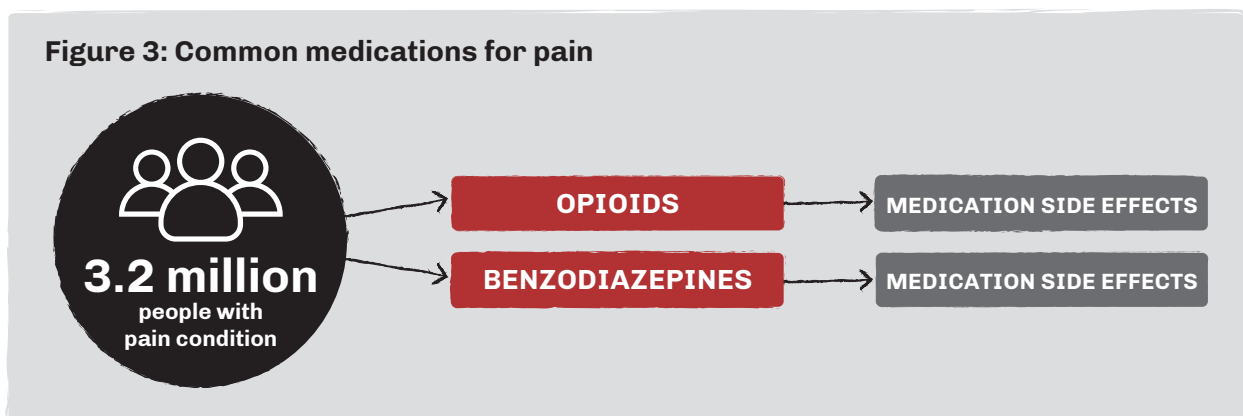 Figure 3: Common medications for pain
3.2 million
people with
pain condition
OPIOIDS
MEDICATION SIDE EFFECTS
BENZODIAZEPINES
MEDICATION SIDE EFFECTS